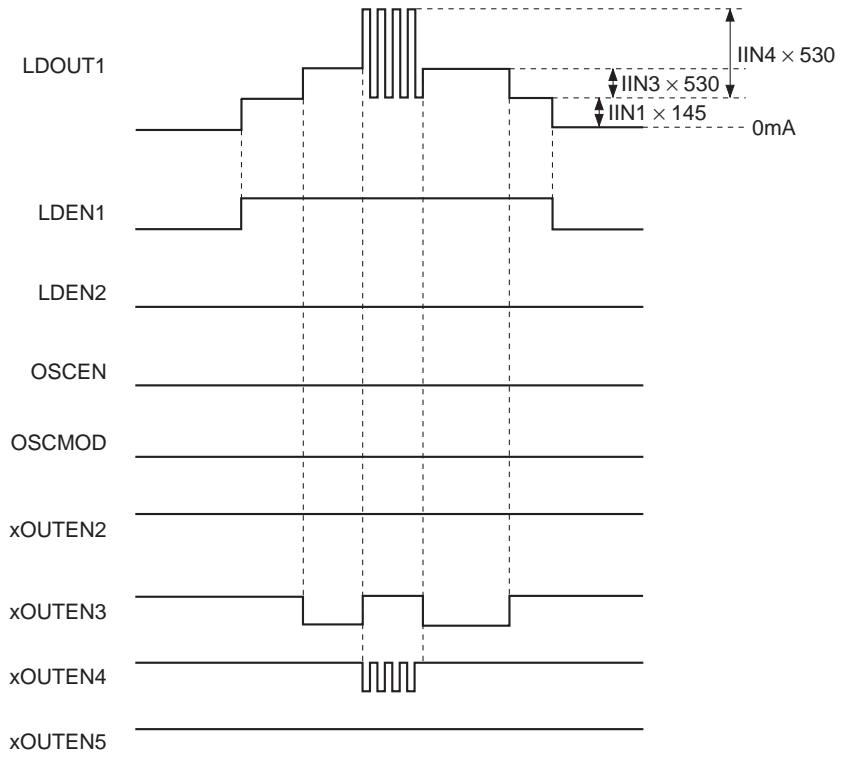 LDOUT1
IIN4 × 530
IIN3 × 530
IIN1 × 145
0mA
LDEN1
LDEN2
OSCEN
OSCMOD
xOUTEN2
xOUTEN3
xOUTEN4
xOUTEN5